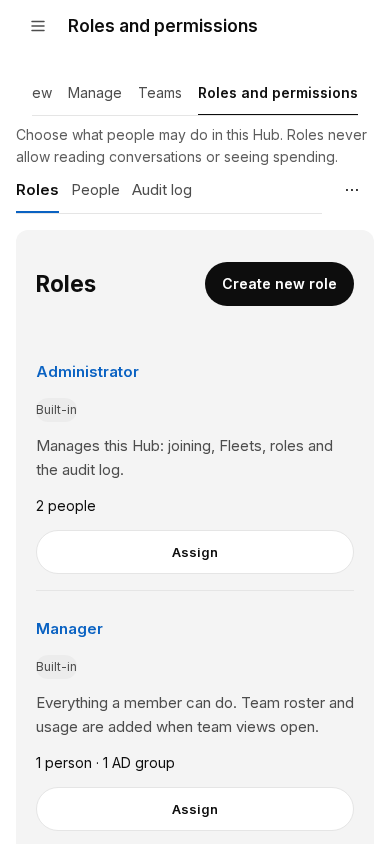 Roles and permissions
ew Manage Teams Roles and permissions
Choose what people may do in this Hub. Roles never
allow reading conversations or seeing spending.
Roles People Audit log
Roles
Create new role
Administrator
Built-in
Manages this Hub: joining, Fleets, roles and
the audit log.
2 people
Assign
Manager
Built-in
Everything a member can do. Team roster and
usage are added when team views open.
1 person · 1 AD group
Assign